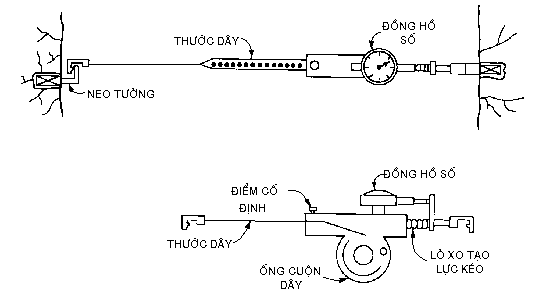 ĐỒNG HỒ
SỐ
THƯỚC DÂY
NEO TƯỜNG
ĐIỂM CỐ
ĐỊNH
ĐỒNG HỒ SỐ
THƯỚC DÂY
LÒ XO TẠO
LỰC KÉO
ỐNG CUỘN
DÂY